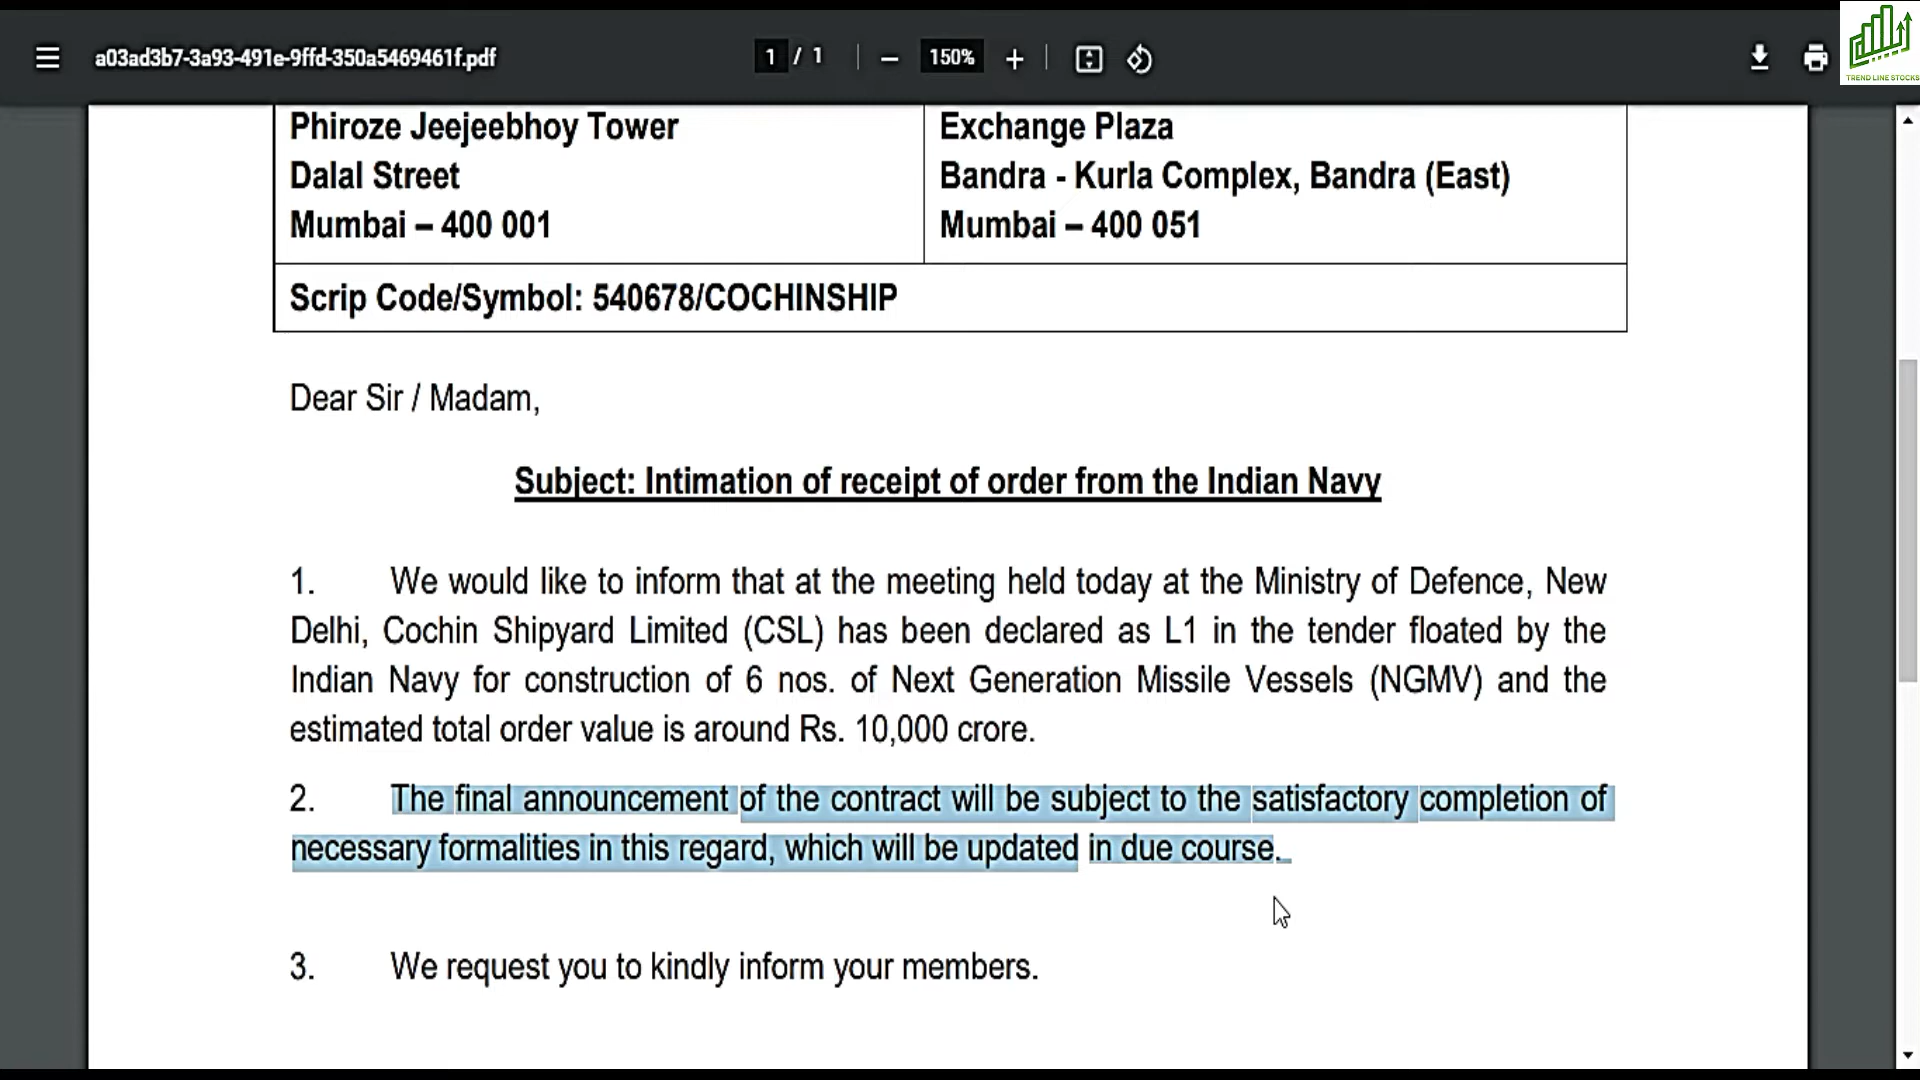 a03ad3b7-3a93-491e-9ffd-350a5469461f.pdf
1 / 1
150%
TREND LINE STOCKS
Phiroze Jeejeebhoy Tower
Dalal Street
Mumbai – 400 001
Exchange Plaza
Bandra - Kurla Complex, Bandra (East)
Mumbai – 400 051
Scrip Code/Symbol: 540678/COCHINSHIP
Dear Sir / Madam,
Subject: Intimation of receipt of order from the Indian Navy
1. We would like to inform that at the meeting held today at the Ministry of Defence, New
Delhi, Cochin Shipyard Limited (CSL) has been declared as L1 in the tender floated by the
Indian Navy for construction of 6 nos. of Next Generation Missile Vessels (NGMV) and the
estimated total order value is around Rs. 10,000 crore.
2. The final announcement of the contract will be subject to the satisfactory completion of
necessary formalities in this regard, which will be updated in due course.
3. We request you to kindly inform your members.